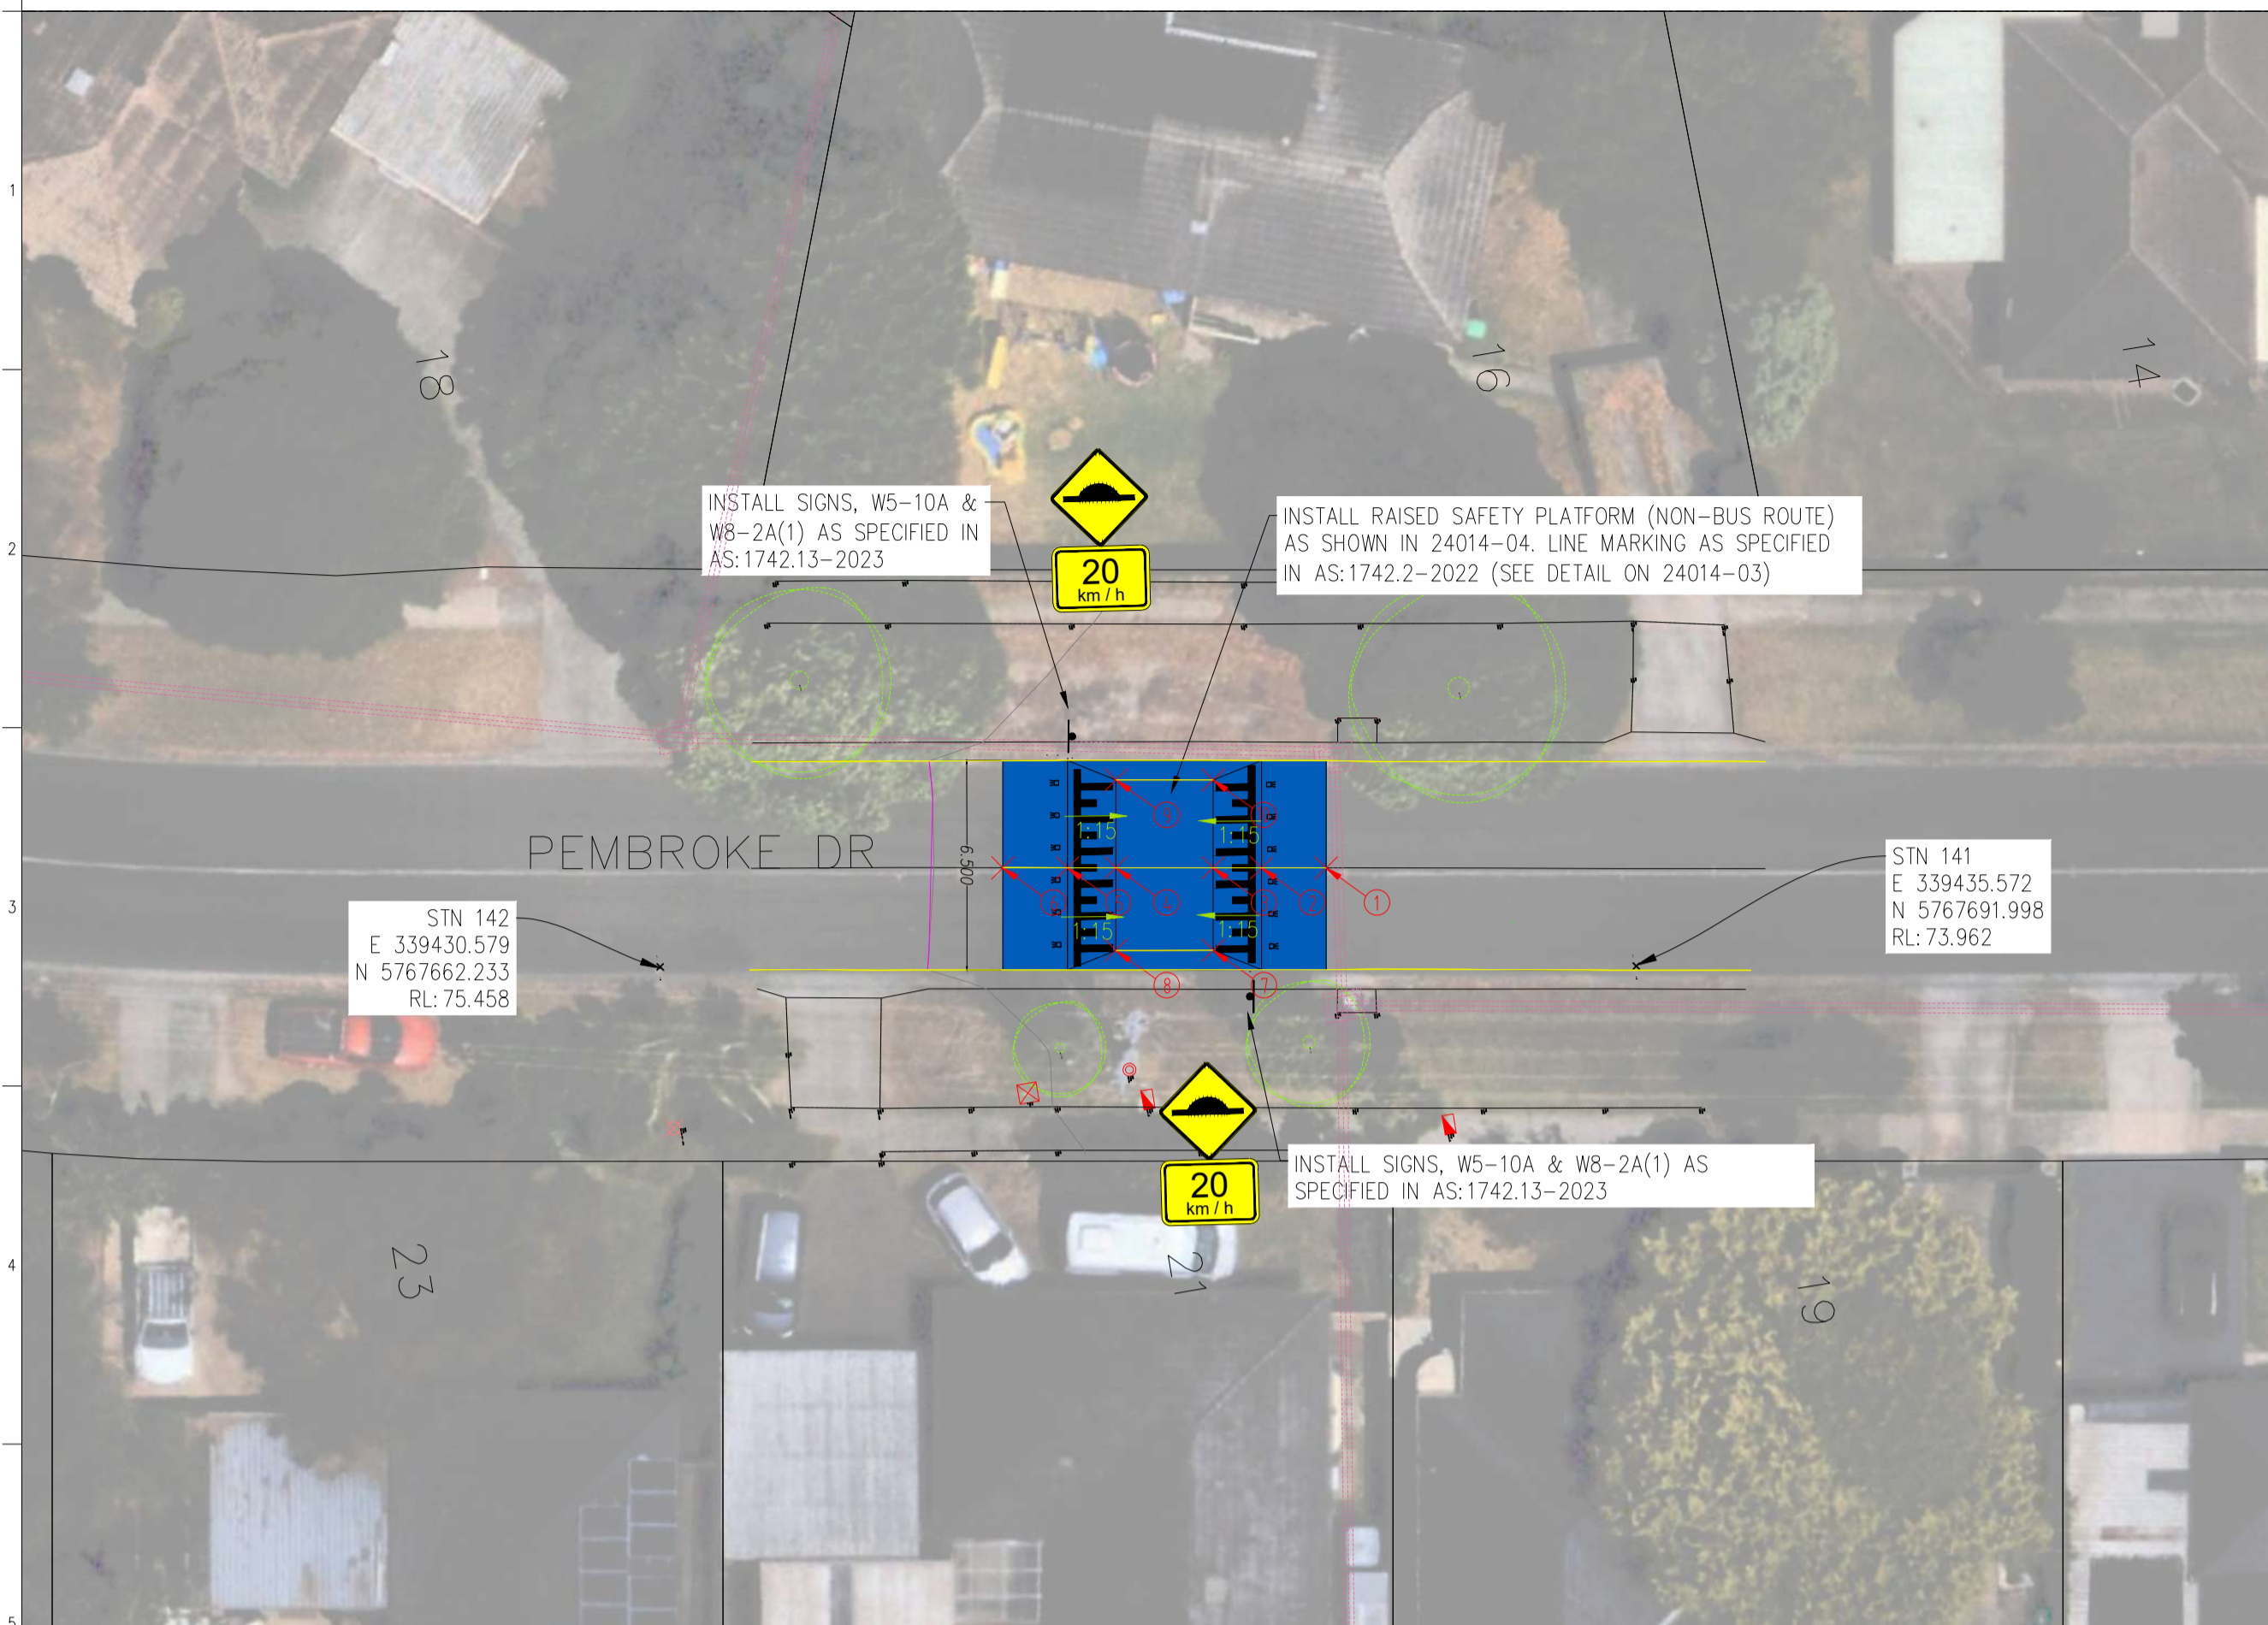 1
18
16
14
INSTALL SIGNS, W5-10A &
W8-2A(1) AS SPECIFIED IN
AS:1742.13-2023
20
km / h
INSTALL RAISED SAFETY PLATFORM (NON-BUS ROUTE)
AS SHOWN IN 24014-04. LINE MARKING AS SPECIFIED
IN AS:1742.2-2022 (SEE DETAIL ON 24014-03)
2
PEMBROKE DR
6.500
1:15
1:15
9
1:15
1:15
6
5
4
3
2
1
8
7
3
STN 142
E 339430.579
N 5767662.233
RL: 75.458
STN 141
E 339435.572
N 5767691.998
RL: 73.962
20
km / h
INSTALL SIGNS, W5-10A & W8-2A(1) AS
SPECIFIED IN AS:1742.13-2023
4
23
21
19
5